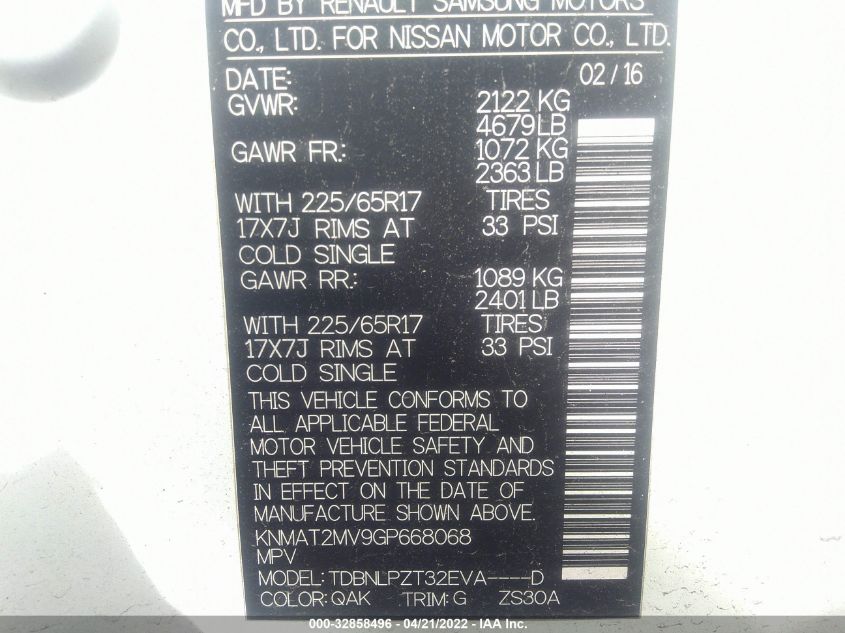 MFD BY RENAULT SAMSUNG MOTORS
CO., LTD. FOR NISSAN MOTOR CO., LTD.
DATE: 02/16
GVWR: 2122 KG
4679LB
GAWR FR.: 1072 KG
2363 LB
WITH 225/65R17 TIRES
17X7J RIMS AT 33 PSI
COLD SINGLE
GAWR RR.: 1089 KG
2401 LB
WITH 225/65R17 TIRES
17X7J RIMS AT 33 PSI
COLD SINGLE
THIS VEHICLE CONFORMS TO
ALL APPLICABLE FEDERAL
MOTOR VEHICLE SAFETY AND
THEFT PREVENTION STANDARDS
IN EFFECT ON THE DATE OF
MANUFACTURE SHOWN ABOVE.
KNMAT2MV9GP668068
MPV
MODEL: TDBNLPZT32EVA----D
COLOR: QAK TRIM: G ZS30A
000-32858496 - 04/21/2022 - IAA Inc.